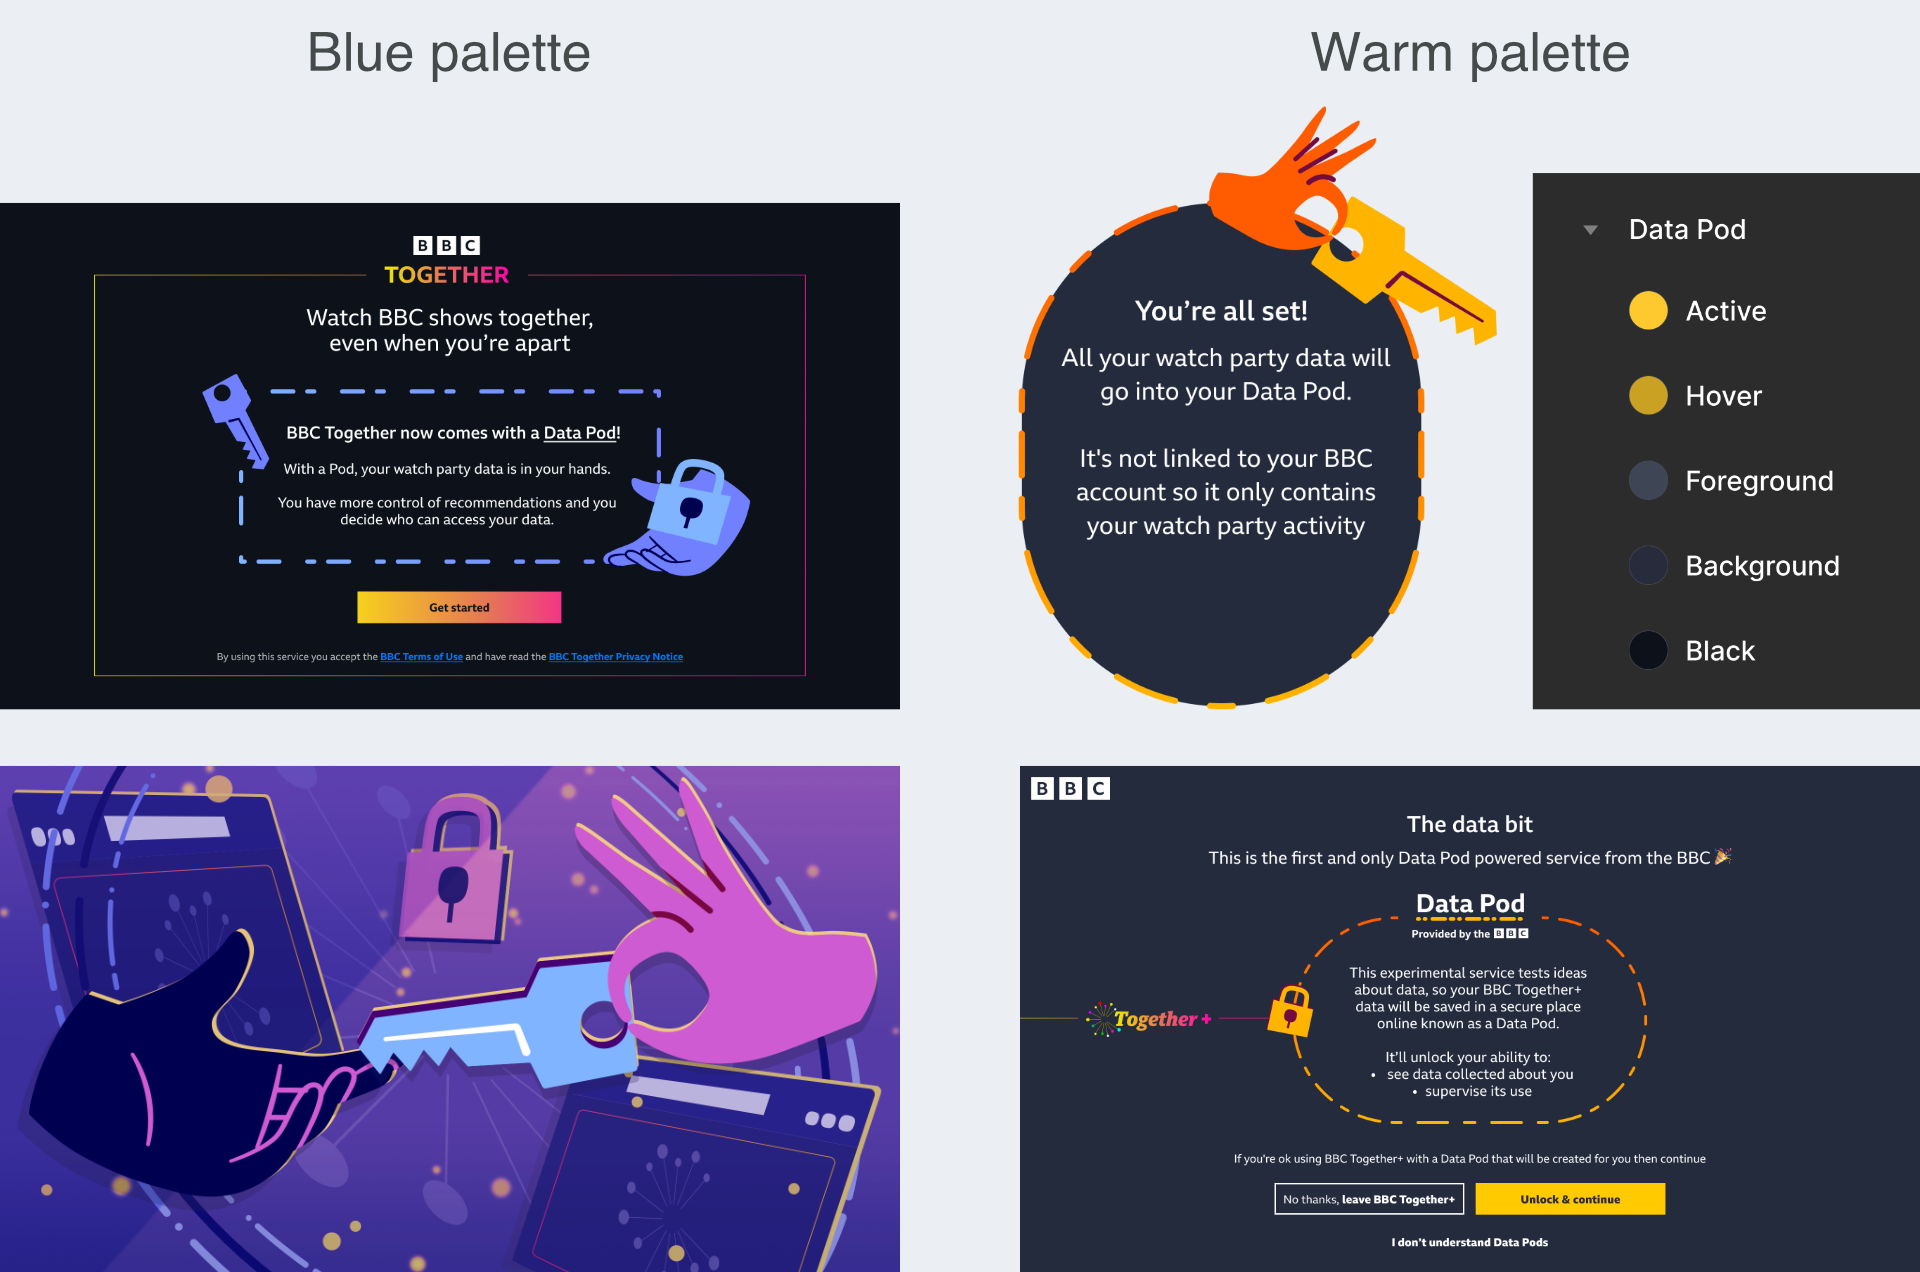 Blue palette
Warm palette
BBC
TOGETHER
Watch BBC shows together,
even when you're apart
BBC Together now comes with a Data Pod!
With a Pod, your watch party data is in your hands.
You have more control of recommendations and you
decide who can access your data.
Get started
By using this service you accept the BBC Terms of Use and have read the BBC Together Privacy Notice
You're all set!
All your watch party data will
go into your Data Pod.
It's not linked to your BBC
account so it only contains
your watch party activity
Data Pod
Active
Hover
Foreground
Background
Black
BBC
The data bit
This is the first and only Data Pod powered service from the BBC 🎉
Data Pod
Provided by the BBC
This experimental service tests ideas
about data, so your BBC Together+
data will be saved in a secure place
online known as a Data Pod.
Together +
It'll unlock your ability to:
• see data collected about you
• supervise its use
If you're ok using BBC Together+ with a Data Pod that will be created for you then continue
No thanks, leave BBC Together+
Unlock & continue
I don't understand Data Pods